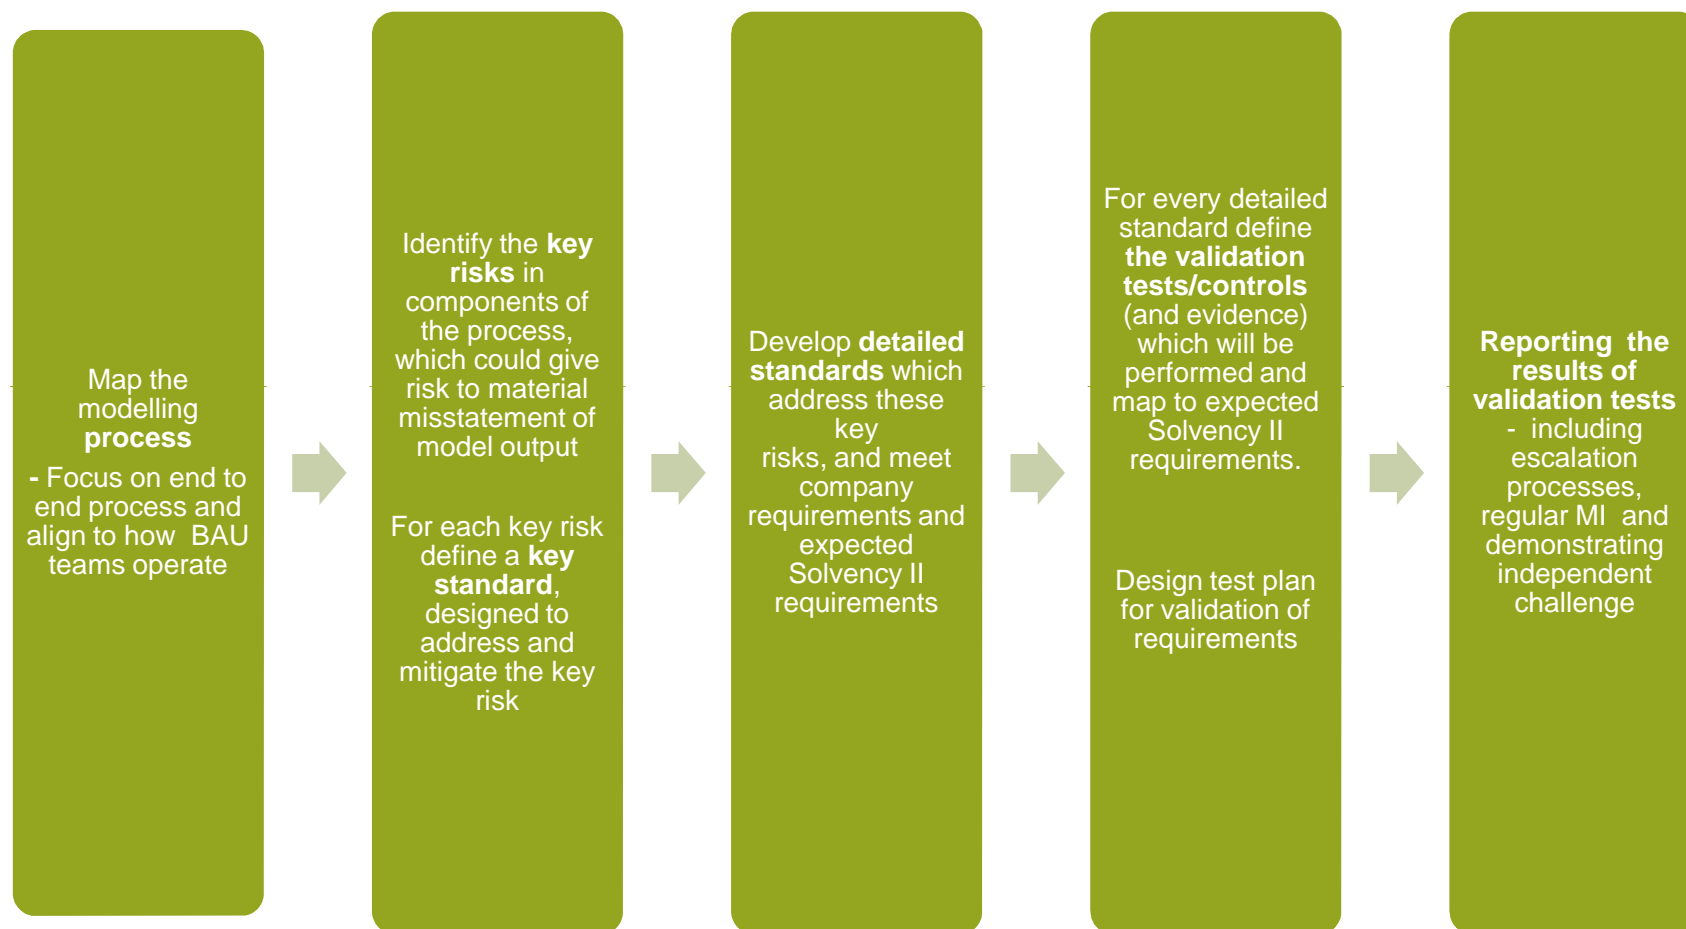 Map the
modelling
process
- Focus on end to
end process and
align to how BAU
teams operate
Identify the key
risks in
components of
the process,
which could give
risk to material
misstatement of
model output
For each key risk
define a key
standard,
designed to
address and
mitigate the key
risk
Develop detailed
standards which
address these
key
risks, and meet
company
requirements and
expected
Solvency II
requirements
For every detailed
standard define
the validation
tests/controls
(and evidence)
which will be
performed and
map to expected
Solvency II
requirements.
Design test plan
for validation of
requirements
Reporting the
results of
validation tests
- including
escalation
processes,
regular MI and
demonstrating
independent
challenge